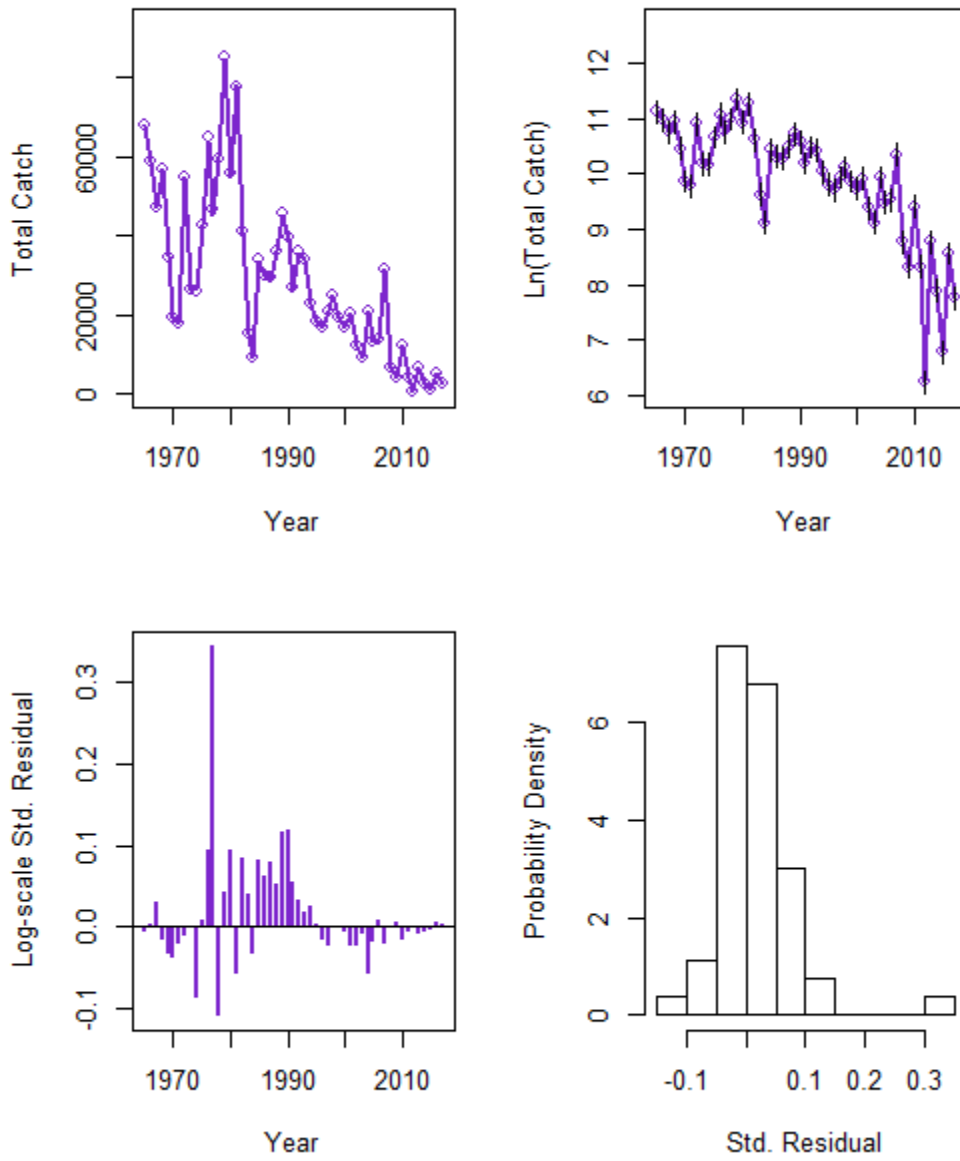 Total Catch
60000
20000
0
1970 1990 2010
Year
Ln(Total Catch)
12
11
10
9
8
7
6
1970 1990 2010
Year
Log-scale Std. Residual
0.3
0.2
0.1
0.0
-0.1
1970 1990 2010
Year
Probability Density
6
4
2
0
-0.1 0.1 0.2 0.3
Std. Residual